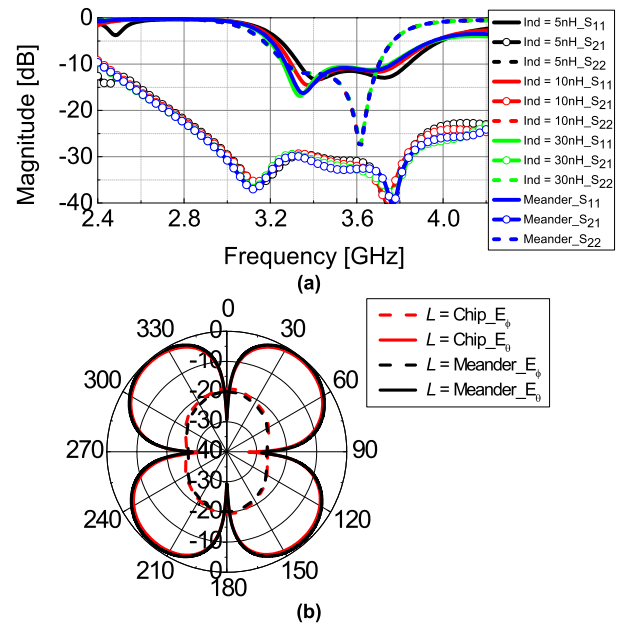 0
-10
-20
-30
-40
Magnitude [dB]
2.4 2.8 3.2 3.6 4.0 4.
Frequency [GHz]
(a)
Ind = 5nH_S11
Ind = 5nH_S21
Ind = 5nH_S22
Ind = 10nH_S11
Ind = 10nH_S21
Ind = 10nH_S22
Ind = 30nH_S11
Ind = 30nH_S21
Ind = 30nH_S22
Meander_S11
Meander_S21
Meander_S22
0
330 30
300 60
270 90
240 120
210 150
180
0
-10
-20
-30
-40
-30
-20
-10
0
L = Chip_Eϕ
L = Chip_Eθ
L = Meander_Eϕ
L = Meander_Eθ
(b)